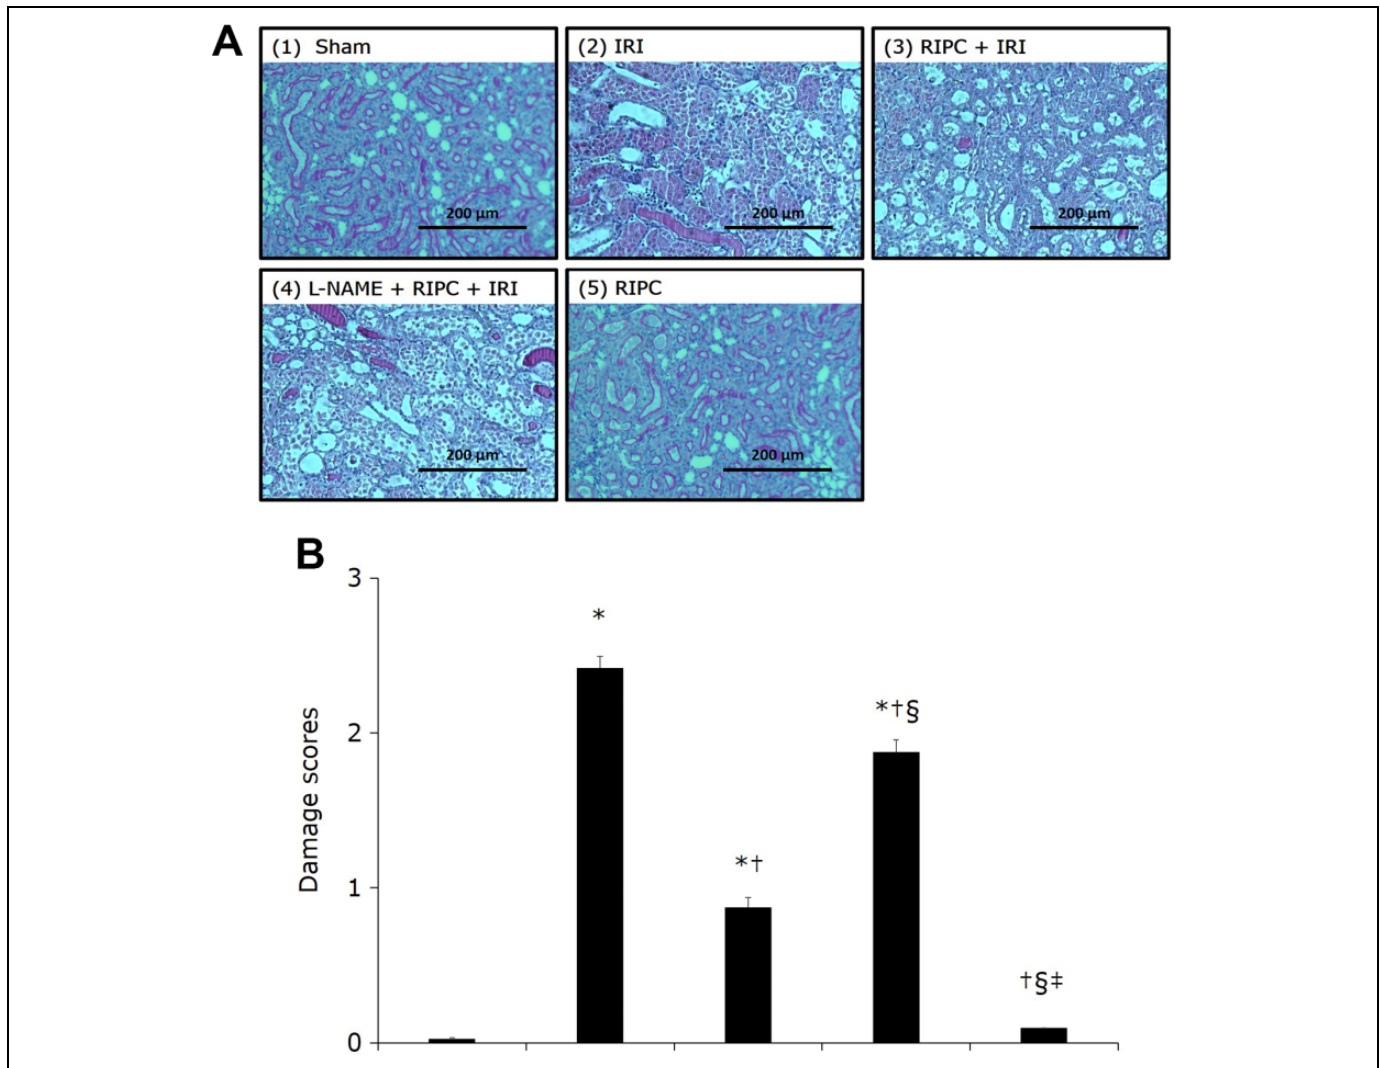 A
(1) Sham
(2) IRI
(3) RIPC + IRI
200 µm
200 µm
200 µm
(4) L-NAME + RIPC + IRI
(5) RIPC
200 µm
200 µm
B
Damage scores
3
2
1
0
*
*†
*†§
†§‡